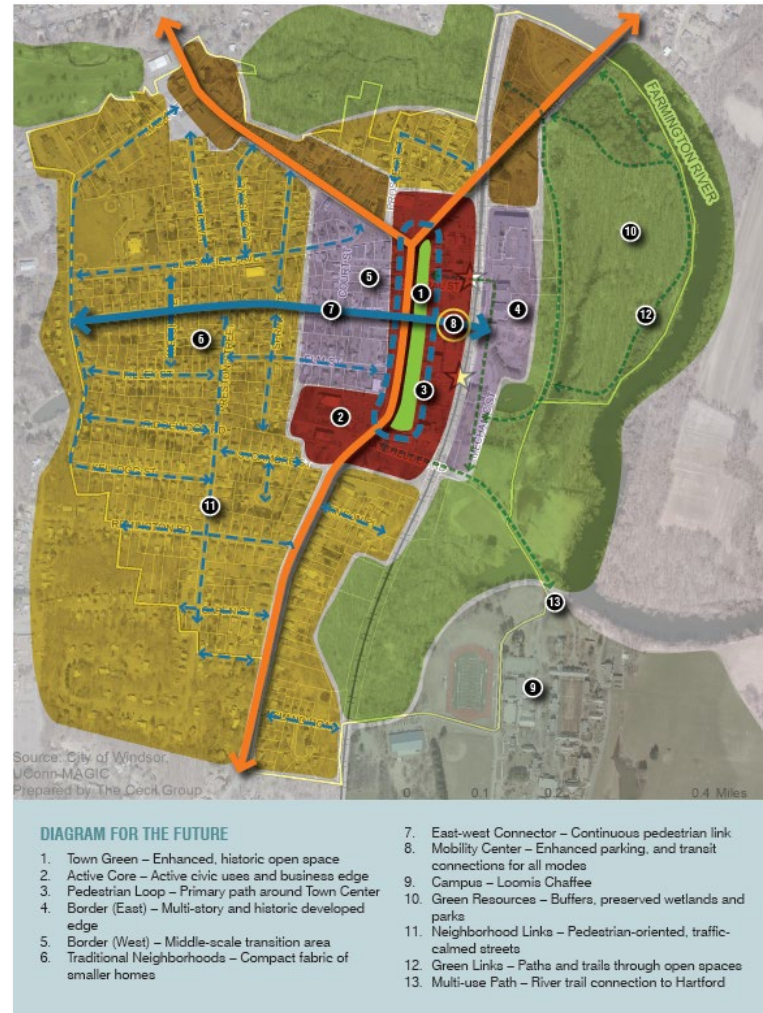 FARMINGTON RIVER
10
5
1
7
8
4
6
12
3
2
11
13
9
COURT ST
ELM ST
MECHANIC ST
Source: City of Windsor,
UConn MAGIC
Prepared by The Cecil Group
0 0.1 0.2 0.4 Miles
DIAGRAM FOR THE FUTURE
1. Town Green – Enhanced, historic open space
2. Active Core – Active civic uses and business edge
3. Pedestrian Loop – Primary path around Town Center
4. Border (East) – Multi-story and historic developed
edge
5. Border (West) – Middle-scale transition area
6. Traditional Neighborhoods – Compact fabric of
smaller homes
7. East-west Connector – Continuous pedestrian link
8. Mobility Center – Enhanced parking, and transit
connections for all modes
9. Campus – Loomis Chaffee
10. Green Resources – Buffers, preserved wetlands and
parks
11. Neighborhood Links – Pedestrian-oriented, traffic-
calmed streets
12. Green Links – Paths and trails through open spaces
13. Multi-use Path – River trail connection to Hartford